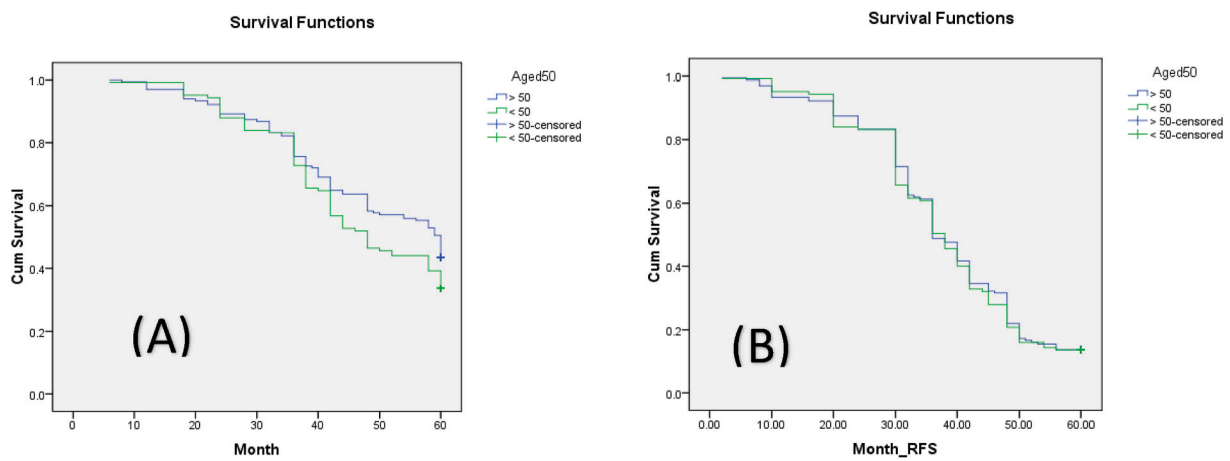 Survival Functions
Cum Survival
1.0
0.8
0.6
0.4
0.2
0.0
0
10
20
30
40
50
60
Month
(A)
Aged50
> 50
< 50
> 50-censored
< 50-censored
Survival Functions
Cum Survival
1.0
0.8
0.6
0.4
0.2
0.0
0.00
10.00
20.00
30.00
40.00
50.00
60.00
Month_RFS
(B)
Aged50
> 50
< 50
> 50-censored
< 50-censored